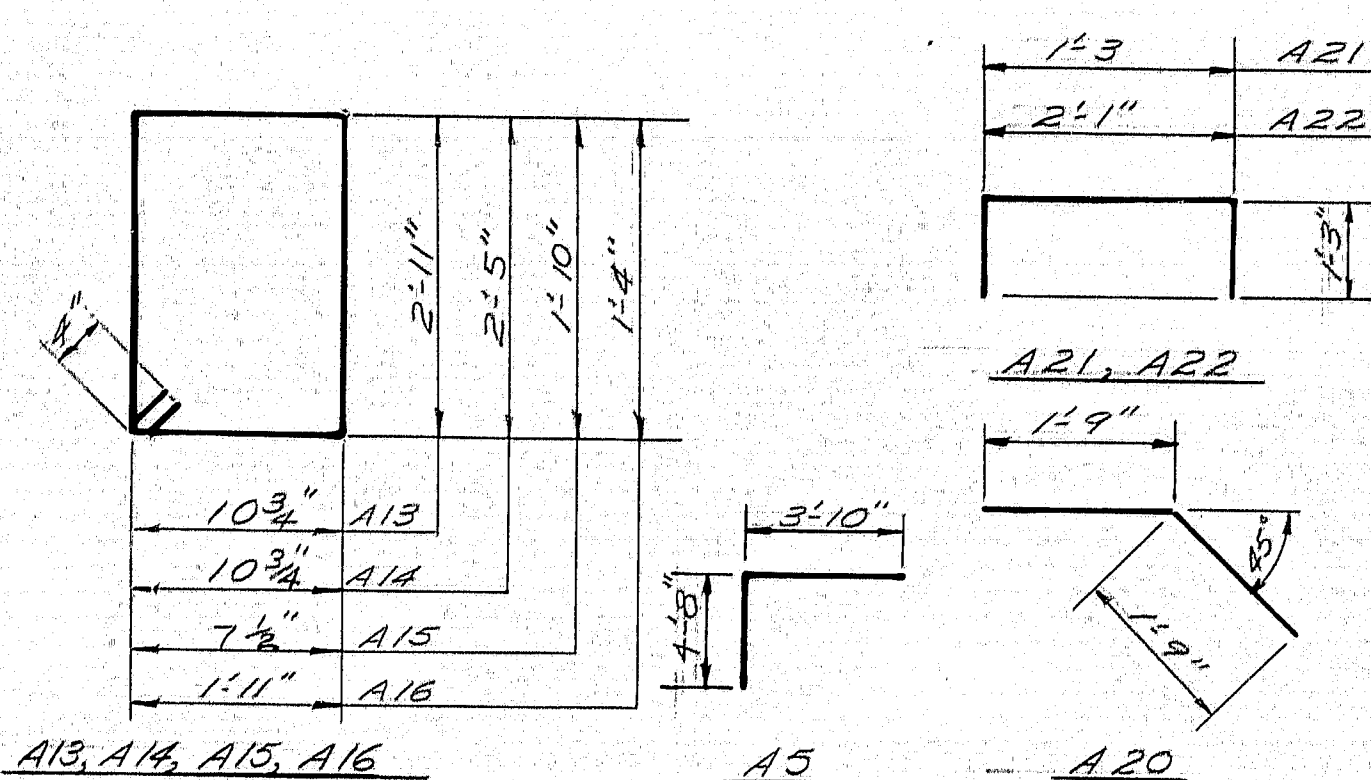 1'-3 A21
2'-1" A22
2'-11"
2'-5"
1'-10"
1'-4"
4"
1'-3"
A21, A22
1'-9"
10 3/4" A13
10 3/4" A14
7 1/2" A15
1'-11" A16
3'-10"
4'-8"
45°
1'-9"
A13, A14, A15, A16
A5
A20